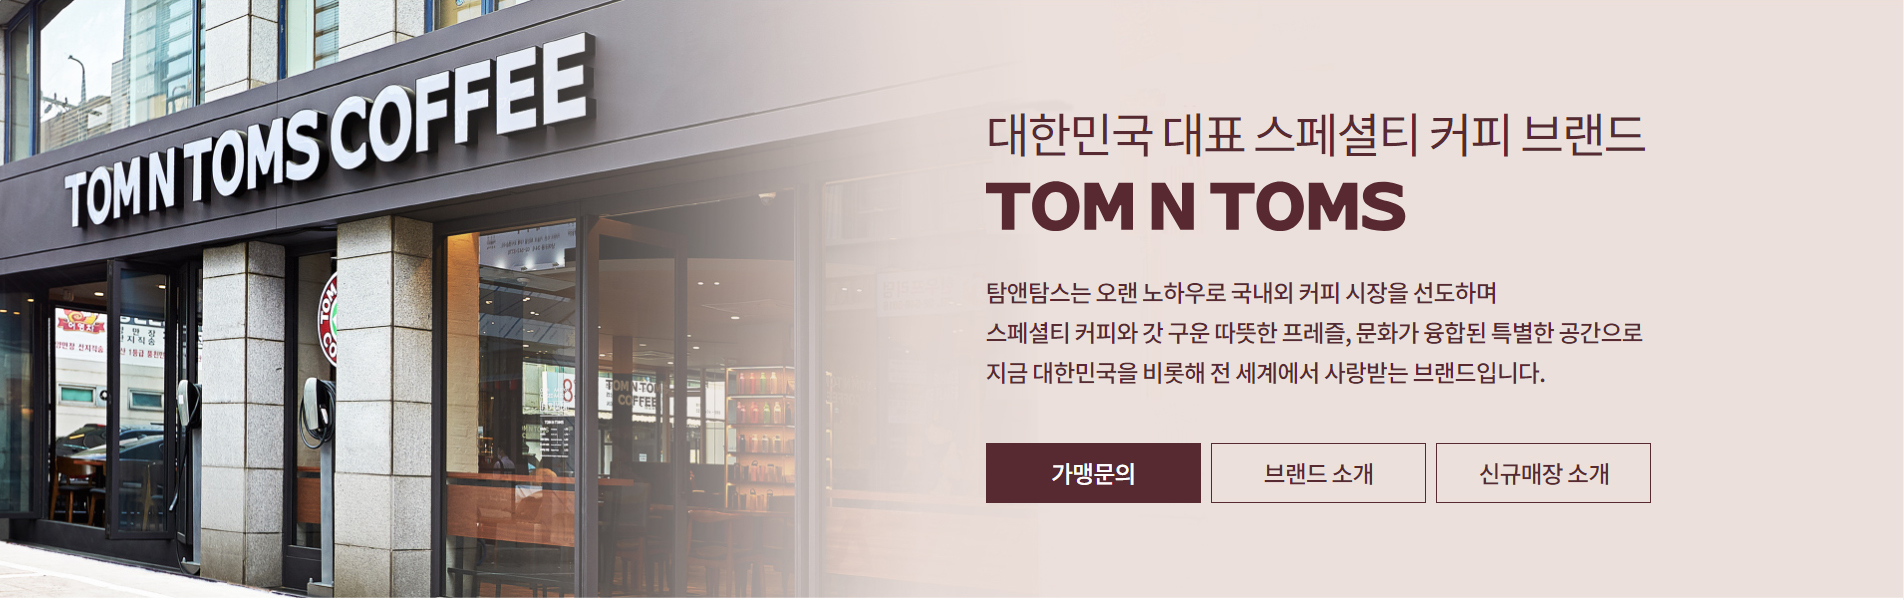 TOM N TOMS COFFEE
대한민국 대표 스페셜티 커피 브랜드
TOM N TOMS
탐앤탐스는 오랜 노하우로 국내외 커피 시장을 선도하며
스페셜티 커피와 갓 구운 따뜻한 프레즐, 문화가 융합된 특별한 공간으로
지금 대한민국을 비롯해 전 세계에서 사랑받는 브랜드입니다.
가맹문의
브랜드 소개
신규매장 소개
TOM
CO
TOM N TOMS
COFFEE